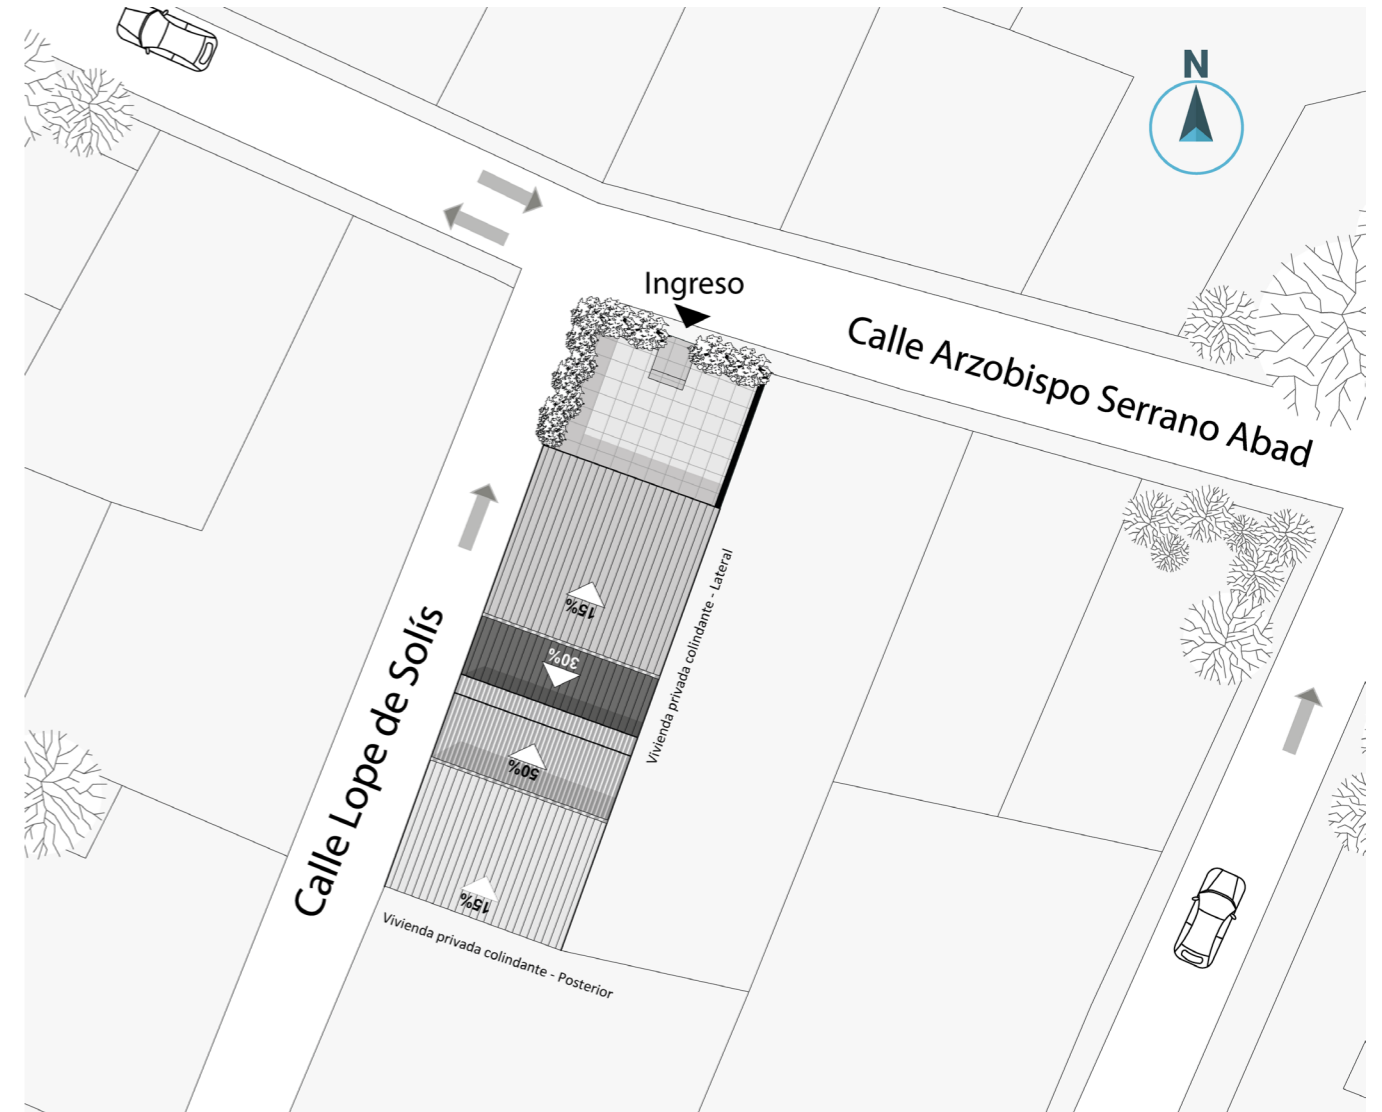 N
Ingreso
Calle Arzobispo Serrano Abad
15%
Vivienda privada colindante - Lateral
30%
Calle Lope de Solís
50%
15%
Vivienda privada colindante - Posterior